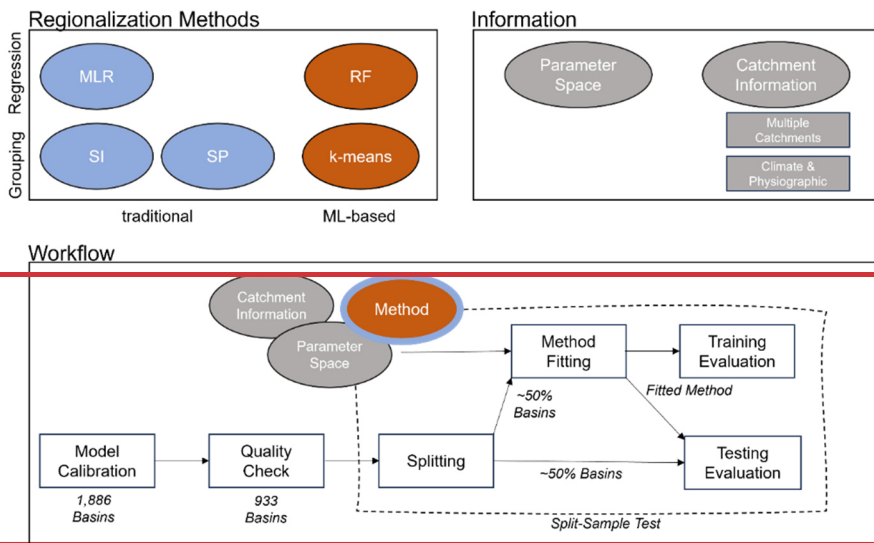 Regionalization Methods
Information
Regression
MLR
RF
Grouping
SI
SP
k-means
traditional
ML-based
Parameter
Space
Catchment
Information
Multiple
Catchments
Climate &
Physiographic
Workflow
Catchment
Information
Method
Parameter
Space
Method
Fitting
Training
Evaluation
~50%
Basins
Fitted Method
Model
Calibration
Quality
Check
Splitting
~50% Basins
Testing
Evaluation
1,886
Basins
933
Basins
Split-Sample Test